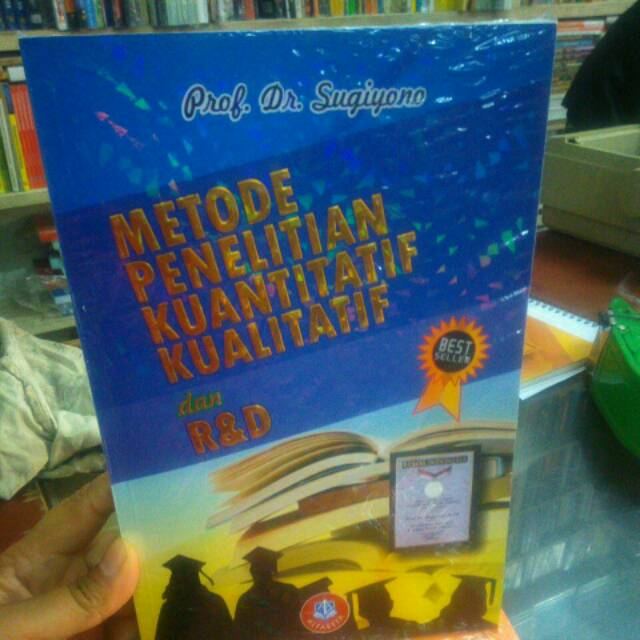 Prof. Dr. Sugiyono
METODE
PENELITIAN
KUANTITATIF
KUALITATIF
dan
R&D
BEST
SELLER